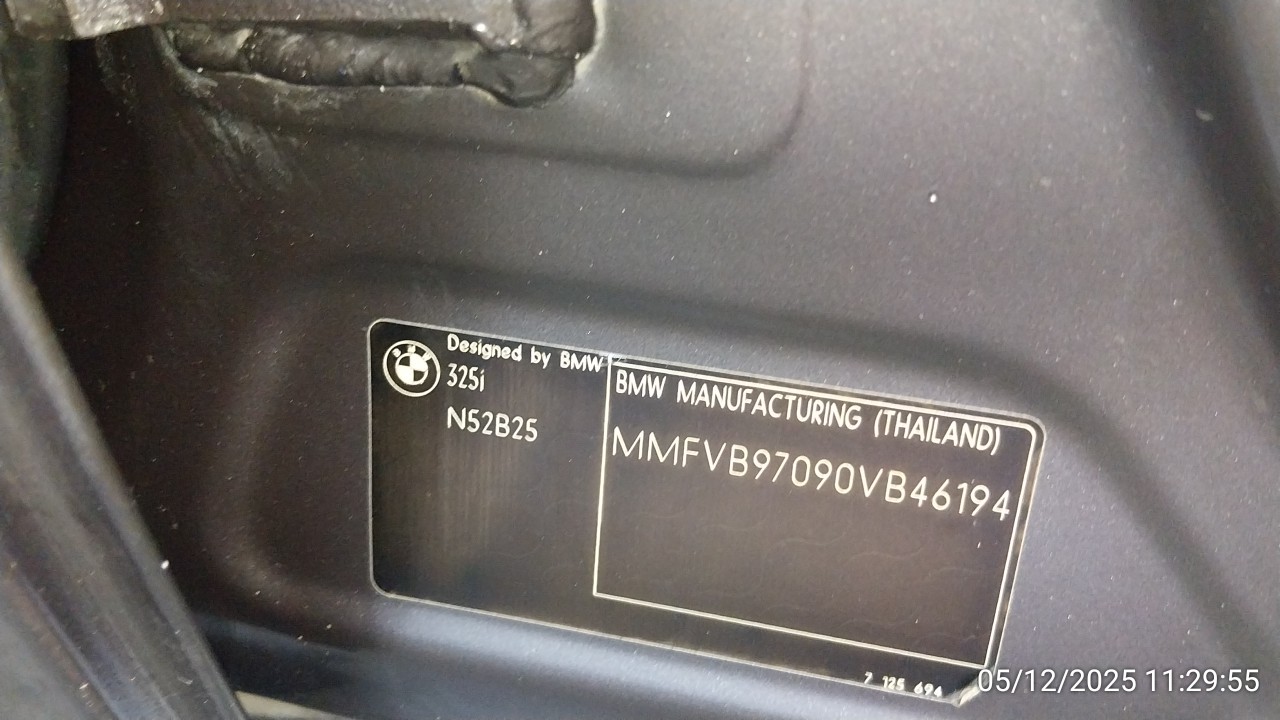 Designed by BMW
325i
N52B25
BMW MANUFACTURING (THAILAND)
MMFVB97090VB46194
7 125 694
05/12/2025 11:29:55